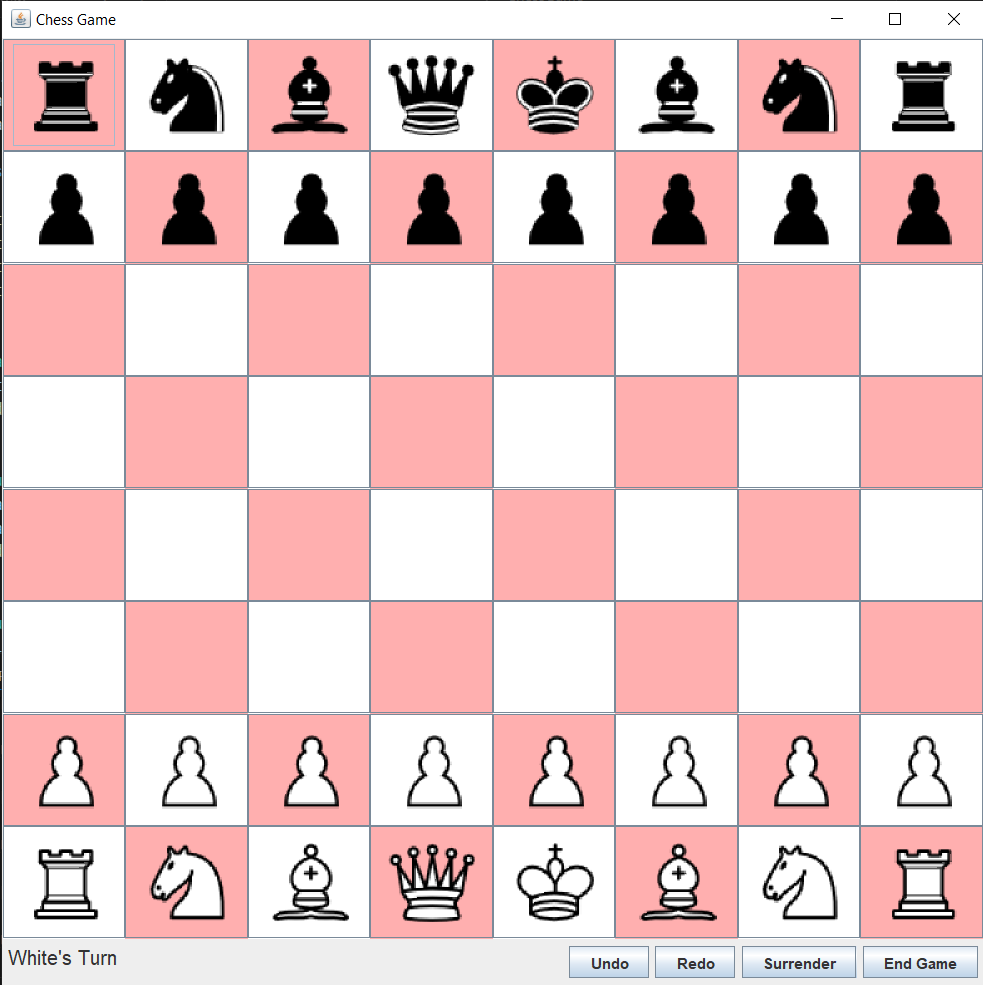 Chess Game
White's Turn
Undo
Redo
Surrender
End Game